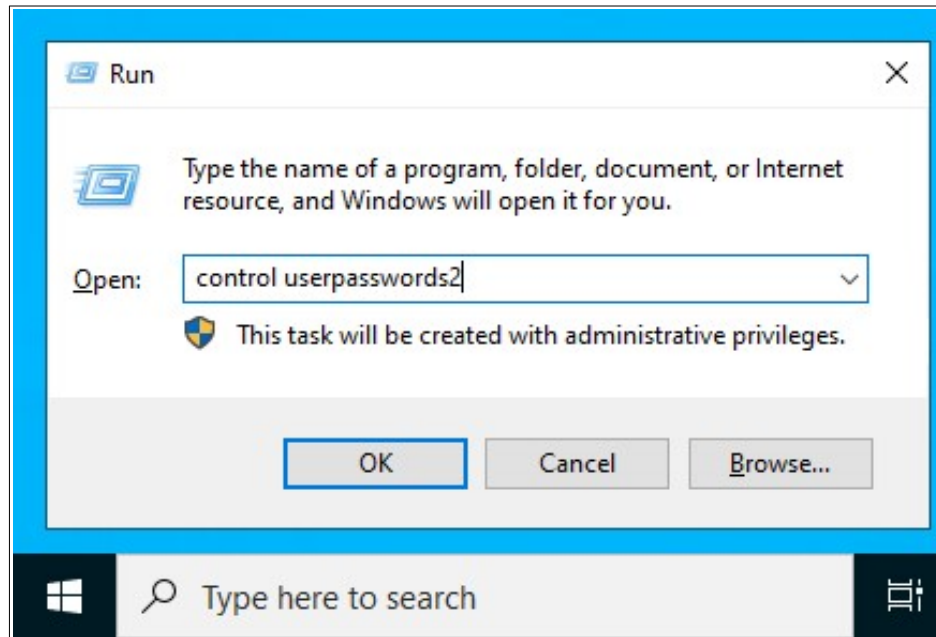 Run
Type the name of a program, folder, document, or Internet
resource, and Windows will open it for you.
Open: control userpasswords2
This task will be created with administrative privileges.
OK Cancel Browse...
Type here to search